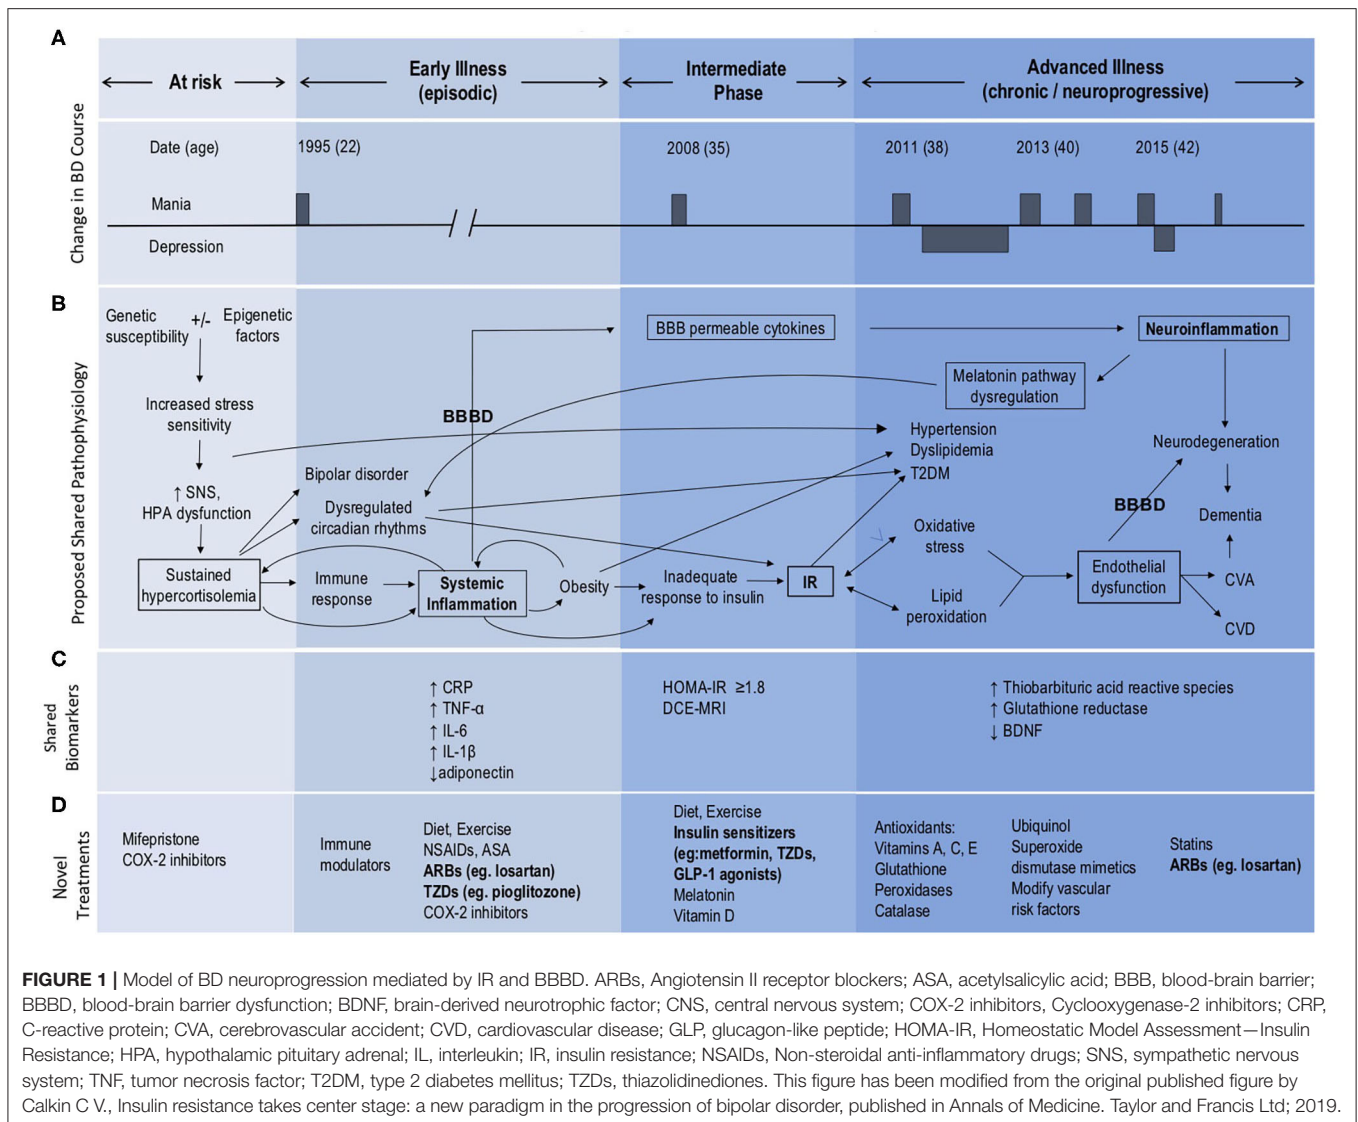 A
At risk
Early Illness
(episodic)
Intermediate
Phase
Advanced Illness
(chronic / neuroprogressive)
Change in BD Course
Date (age)
1995 (22)
2008 (35)
2011 (38)
2013 (40)
2015 (42)
Mania
Depression
B
Proposed Shared Pathophysiology
Genetic
susceptibility
+/-
Epigenetic
factors
Increased stress
sensitivity
↑ SNS,
HPA dysfunction
Sustained
hypercortisolemia
Bipolar disorder
Dysregulated
circadian rhythms
Immune
response
Systemic
Inflammation
BBBD
Obesity
BBB permeable cytokines
Inadequate
response to insulin
IR
Neuroinflammation
Melatonin pathway
dysregulation
Hypertension
Dyslipidemia
T2DM
Oxidative
stress
Lipid
peroxidation
Neurodegeneration
BBBD
Dementia
Endothelial
dysfunction
CVA
CVD
C
Shared
Biomarkers
↑ CRP
↑ TNF-α
↑ IL-6
↑ IL-1β
↓adiponectin
HOMA-IR ≥1.8
DCE-MRI
↑ Thiobarbituric acid reactive species
↑ Glutathione reductase
↓ BDNF
D
Novel
Treatments
Mifepristone
COX-2 inhibitors
Immune
modulators
Diet, Exercise
NSAIDs, ASA
ARBs (eg. losartan)
TZDs (eg. pioglitozone)
COX-2 inhibitors
Diet, Exercise
Insulin sensitizers
(eg:metformin, TZDs,
GLP-1 agonists)
Melatonin
Vitamin D
Antioxidants:
Vitamins A, C, E
Glutathione
Peroxidases
Catalase
Ubiquinol
Superoxide
dismutase mimetics
Modify vascular
risk factors
Statins
ARBs (eg. losartan)
FIGURE 1 | Model of BD neuroprogression mediated by IR and BBBD. ARBs, Angiotensin II receptor blockers; ASA, acetylsalicylic acid; BBB, blood-brain barrier;
BBBD, blood-brain barrier dysfunction; BDNF, brain-derived neurotrophic factor; CNS, central nervous system; COX-2 inhibitors, Cyclooxygenase-2 inhibitors; CRP,
C-reactive protein; CVA, cerebrovascular accident; CVD, cardiovascular disease; GLP, glucagon-like peptide; HOMA-IR, Homeostatic Model Assessment—Insulin
Resistance; HPA, hypothalamic pituitary adrenal; IL, interleukin; IR, insulin resistance; NSAIDs, Non-steroidal anti-inflammatory drugs; SNS, sympathetic nervous
system; TNF, tumor necrosis factor; T2DM, type 2 diabetes mellitus; TZDs, thiazolidinediones. This figure has been modified from the original published figure by
Calkin C V., Insulin resistance takes center stage: a new paradigm in the progression of bipolar disorder, published in Annals of Medicine. Taylor and Francis Ltd; 2019.